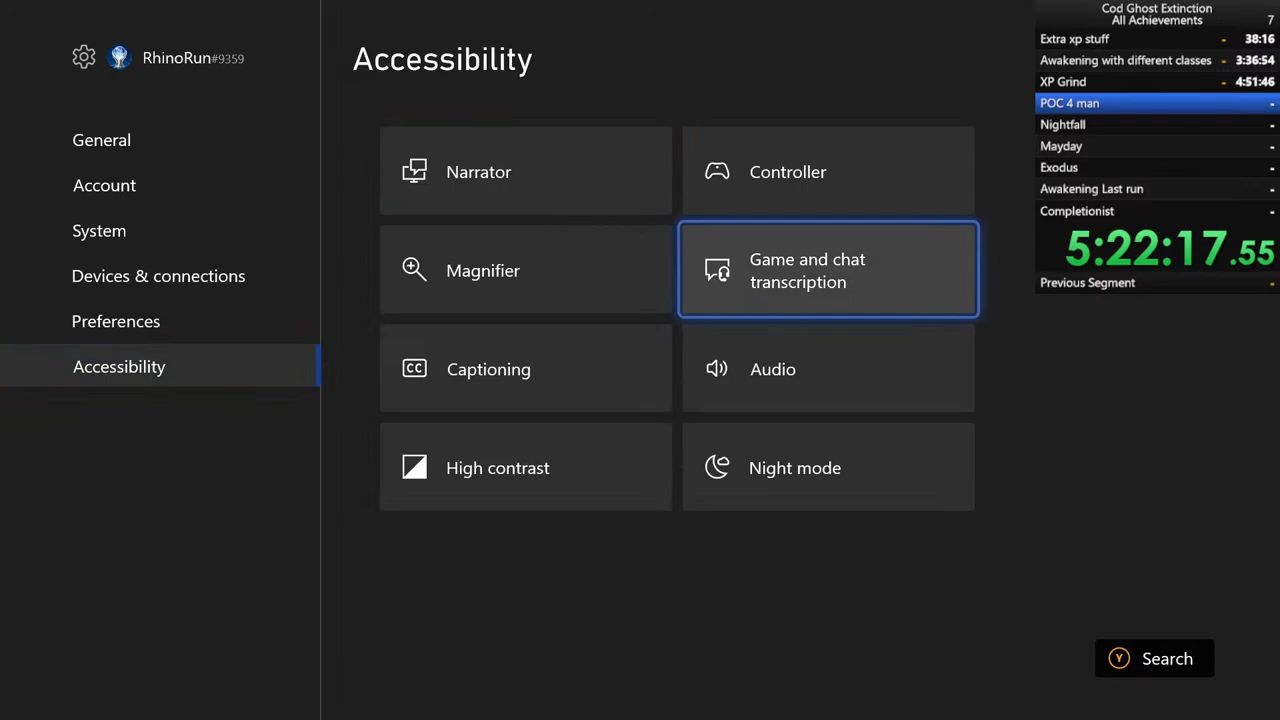 RhinoRun#9359
General
Account
System
Devices & connections
Preferences
Accessibility
Accessibility
Narrator
Controller
Magnifier
Game and chat
transcription
CC Captioning
Audio
High contrast
Night mode
Y Search
Cod Ghost Extinction
All Achievements 7
Extra xp stuff - 38:16
Awakening with different classes - 3:36:54
XP Grind - 4:51:46
POC 4 man -
Nightfall -
Mayday -
Exodus -
Awakening Last run -
Completionist -
5:22:17.55
Previous Segment -